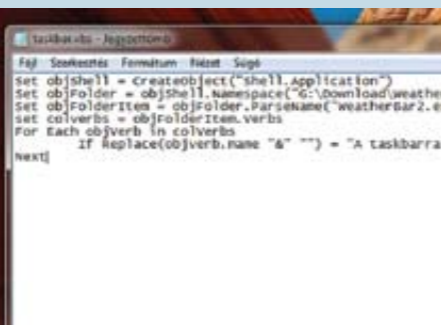 taskbar.vbs - Jegyzettömb
Fájl Szerkesztés Formátum Nézet Súgó
Set objShell = CreateObject("Shell.Application")
Set objFolder = objShell.Namespace("G:\Download\Weather
Set objFolderItem = objFolder.ParseName("WeatherBar2.e
Set colVerbs = objFolderItem.Verbs
For Each objVerb in colVerbs
If Replace(objVerb.name "&" "") = "A taskbarra
Next